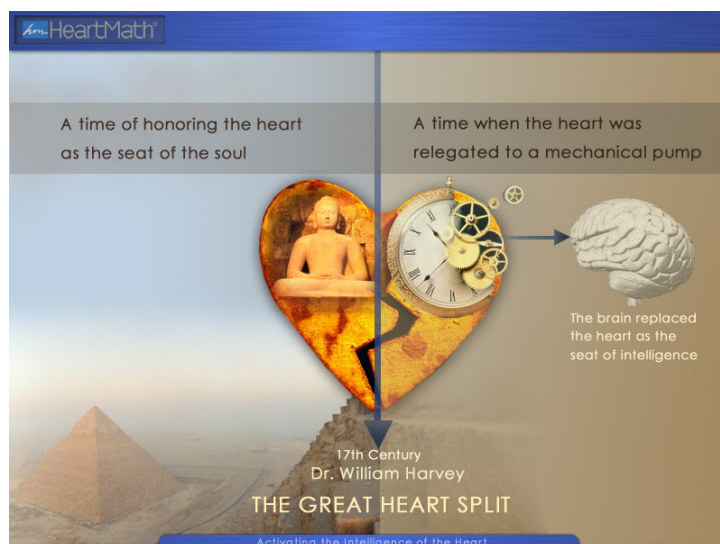 hm HeartMath®
A time of honoring the heart
as the seat of the soul
A time when the heart was
relegated to a mechanical pump
The brain replaced
the heart as the
seat of intelligence
17th Century
Dr. William Harvey
THE GREAT HEART SPLIT
Activating the Intelligence of the Heart